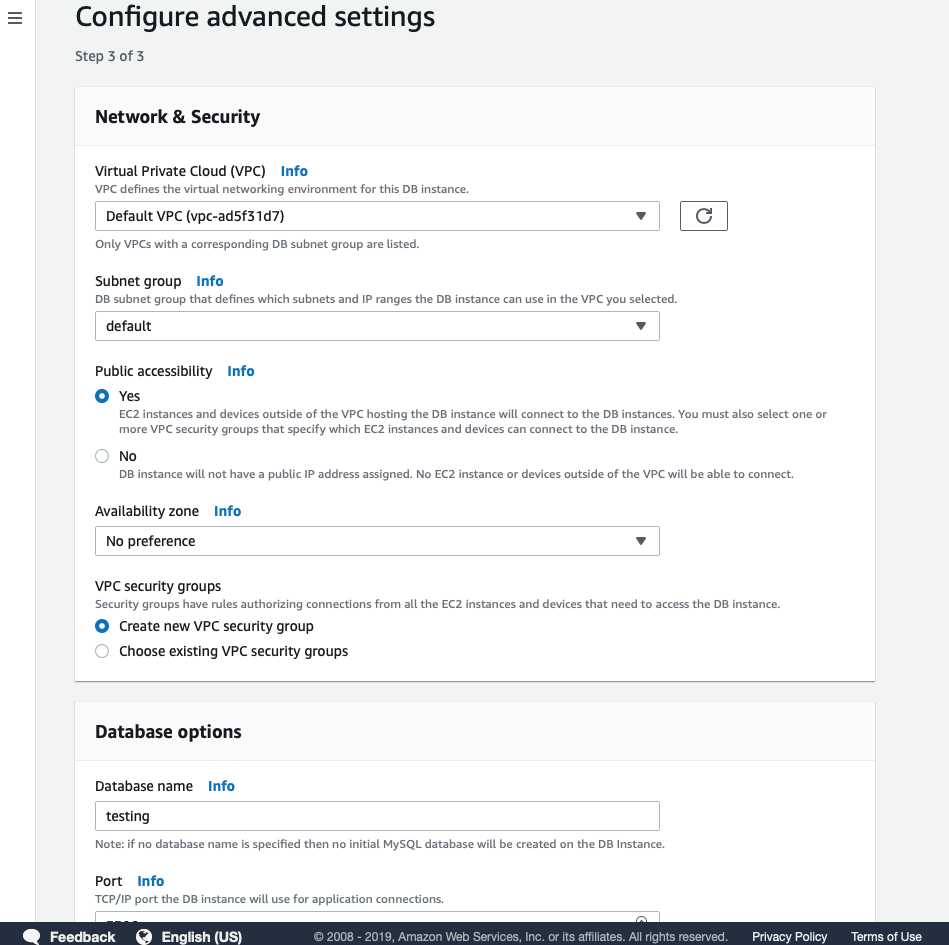 Configure advanced settings
Step 3 of 3
Network & Security
Virtual Private Cloud (VPC) Info
VPC defines the virtual networking environment for this DB instance.
Default VPC (vpc-ad5f31d7)
Only VPCs with a corresponding DB subnet group are listed.
Subnet group Info
DB subnet group that defines which subnets and IP ranges the DB instance can use in the VPC you selected.
default
Public accessibility Info
Yes
EC2 instances and devices outside of the VPC hosting the DB instance will connect to the DB instances. You must also select one or
more VPC security groups that specify which EC2 instances and devices can connect to the DB instance.
No
DB instance will not have a public IP address assigned. No EC2 instance or devices outside of the VPC will be able to connect.
Availability zone Info
No preference
VPC security groups
Security groups have rules authorizing connections from all the EC2 instances and devices that need to access the DB instance.
Create new VPC security group
Choose existing VPC security groups
Database options
Database name Info
testing
Note: if no database name is specified then no initial MySQL database will be created on the DB Instance.
Port Info
TCP/IP port the DB instance will use for application connections.
Feedback English (US) © 2008 - 2019, Amazon Web Services, Inc. or its affiliates. All rights reserved. Privacy Policy Terms of Use